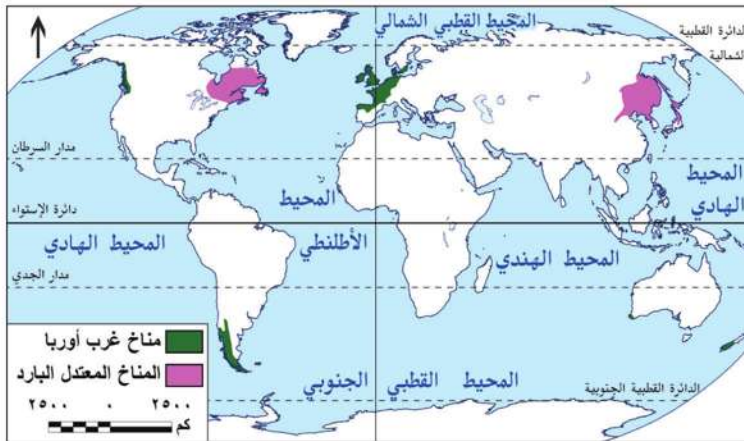 المحيط القطبي الشمالي
الدائرة القطبية
الشمالية
مدار السرطان
المحيط
الهادي
المحيط
دائرة الإستواء
الأطلنطي
المحيط الهادي
المحيط الهندي
مدار الجدي
مناخ غرب أوربا
المناخ المعتدل البارد
٢٥٠٠ ٠ ٢٥٠٠
كم
المحيط القطبي الجنوبي
الدائرة القطبية الجنوبية